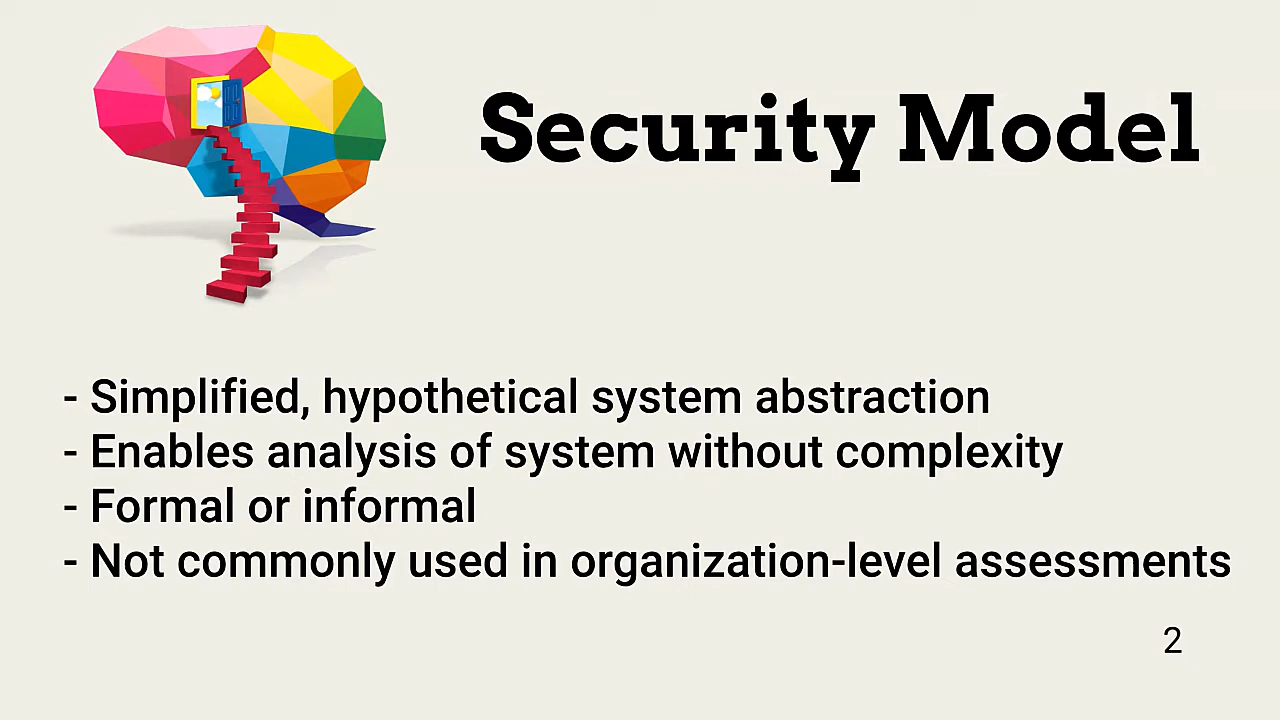 Security Model
- Simplified, hypothetical system abstraction
- Enables analysis of system without complexity
- Formal or informal
- Not commonly used in organization-level assessments
2